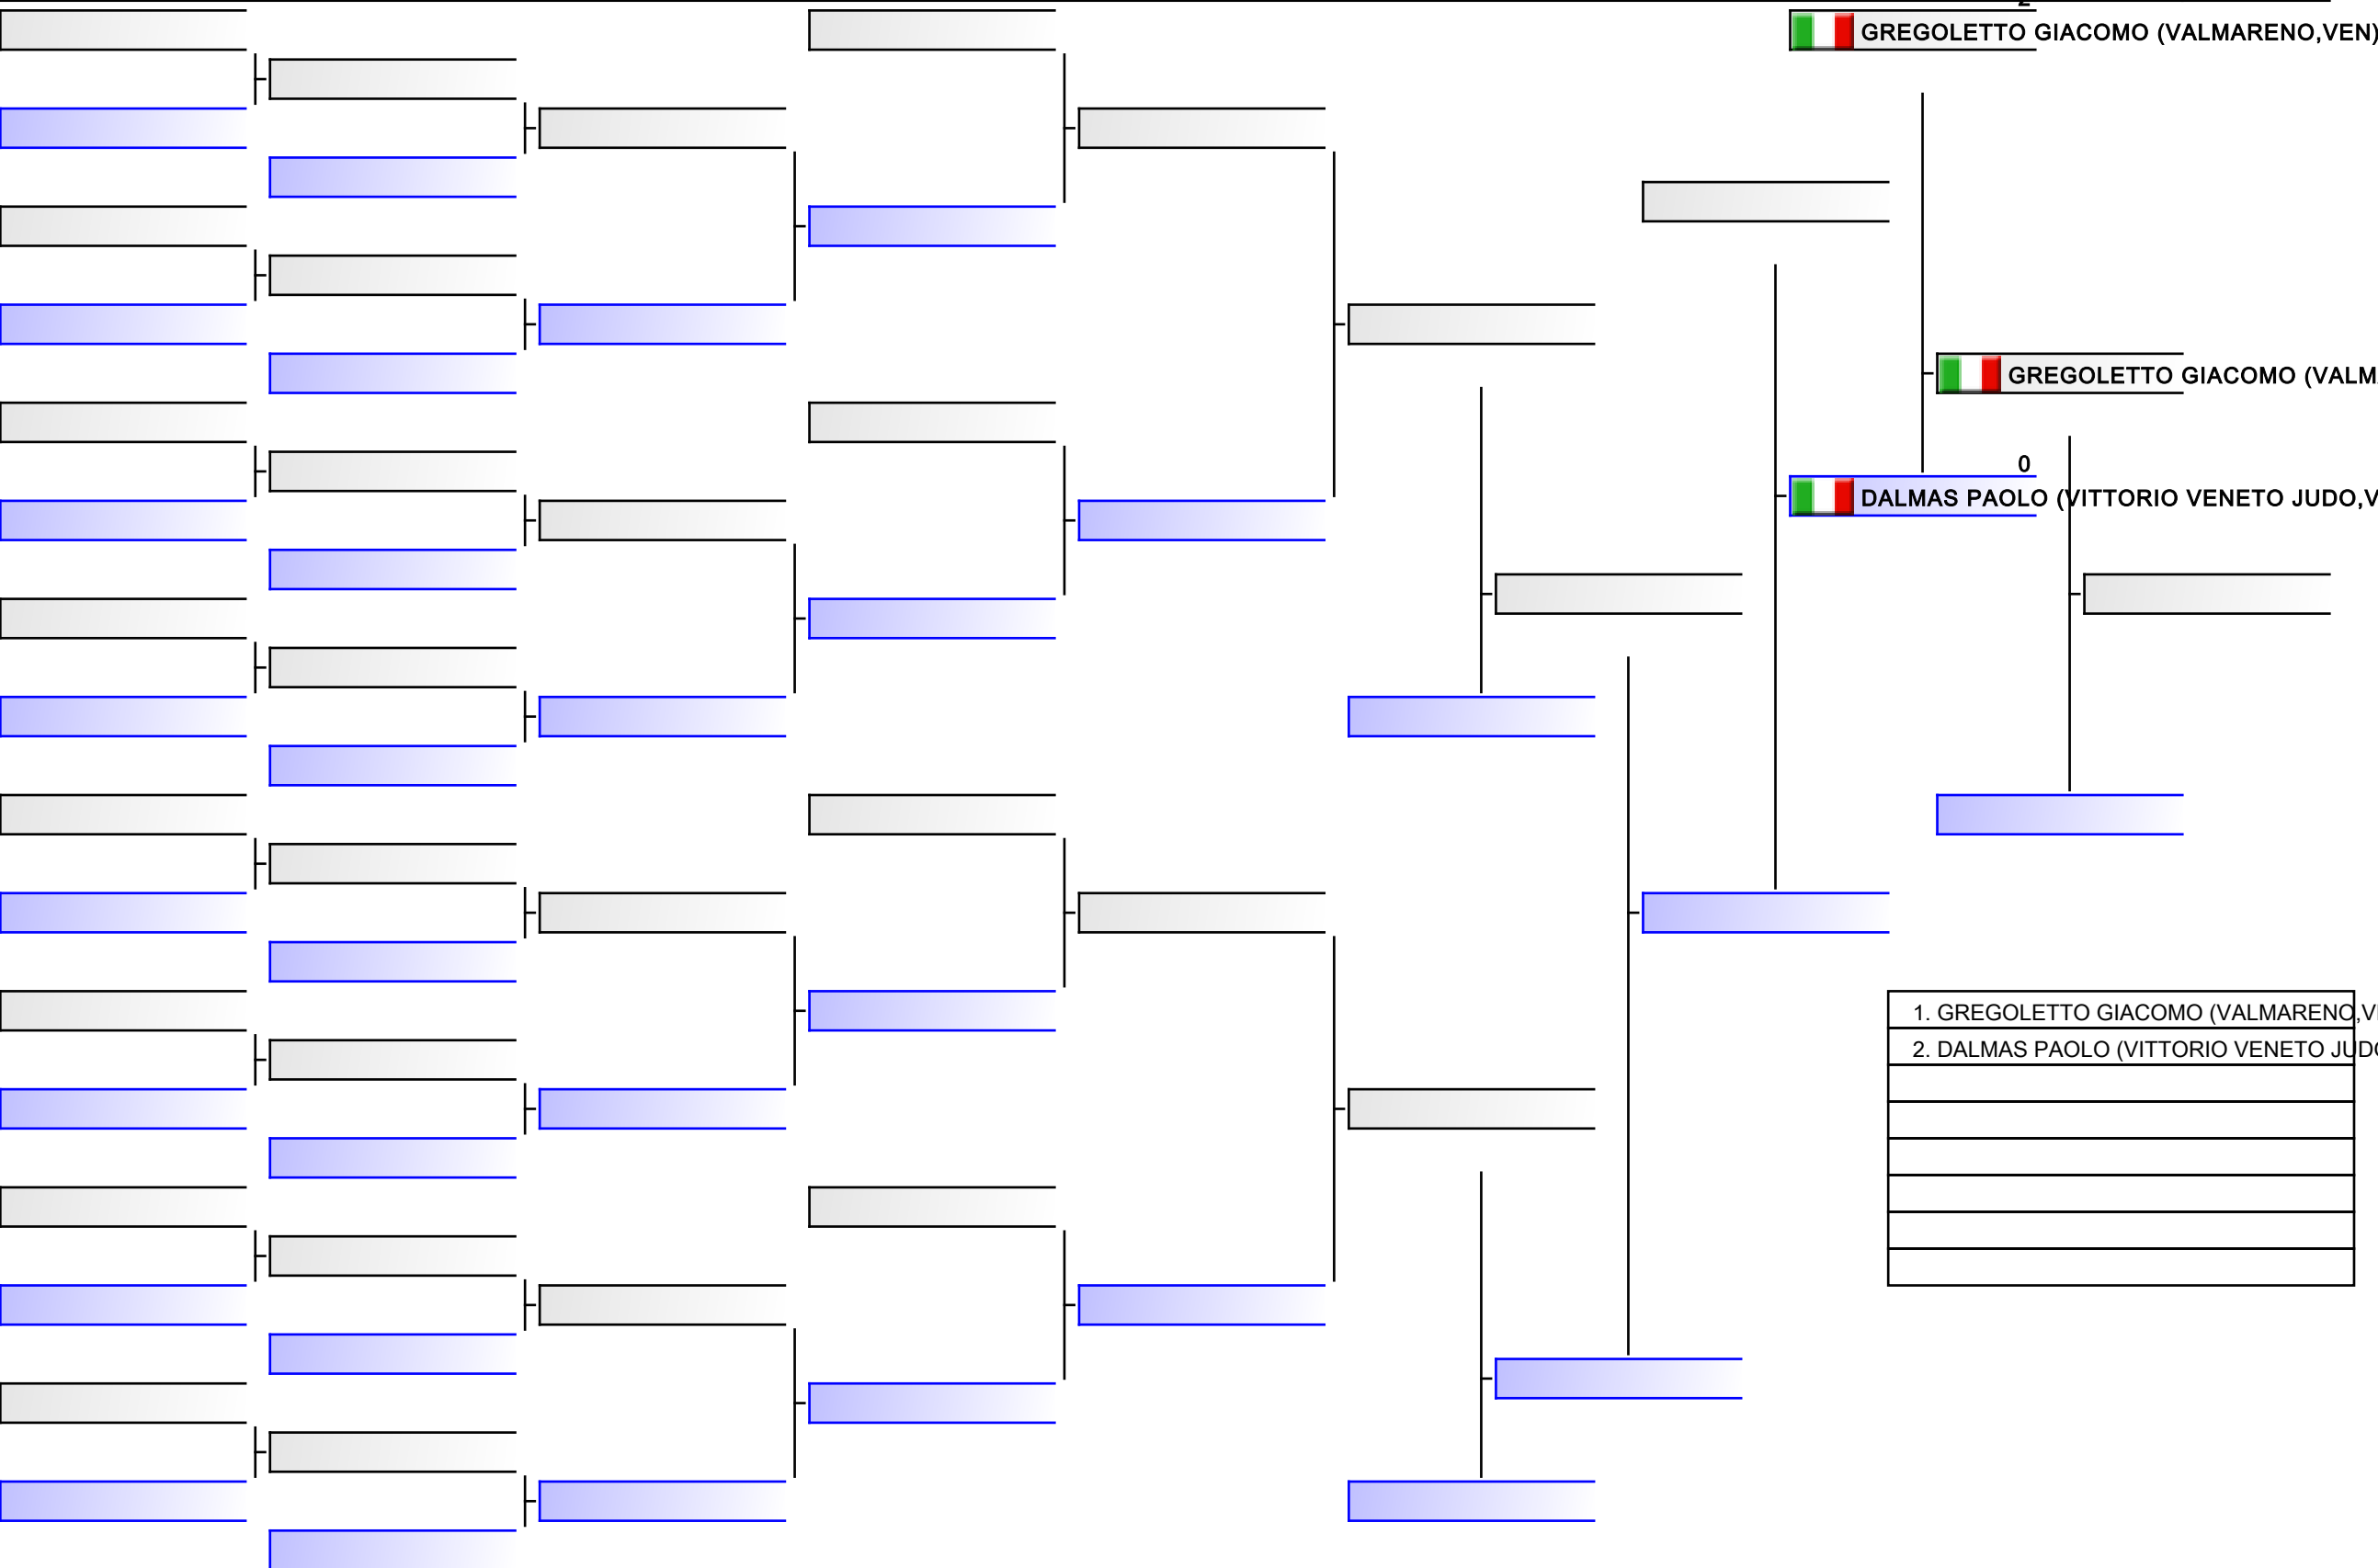 GREGOLETTO GIACOMO (VALMARENO,VEN)
GREGOLETTO GIACOMO (VALM
0
DALMAS PAOLO (VITTORIO VENETO JUDO,V
1. GREGOLETTO GIACOMO (VALMARENO,V
2. DALMAS PAOLO (VITTORIO VENETO JUDO